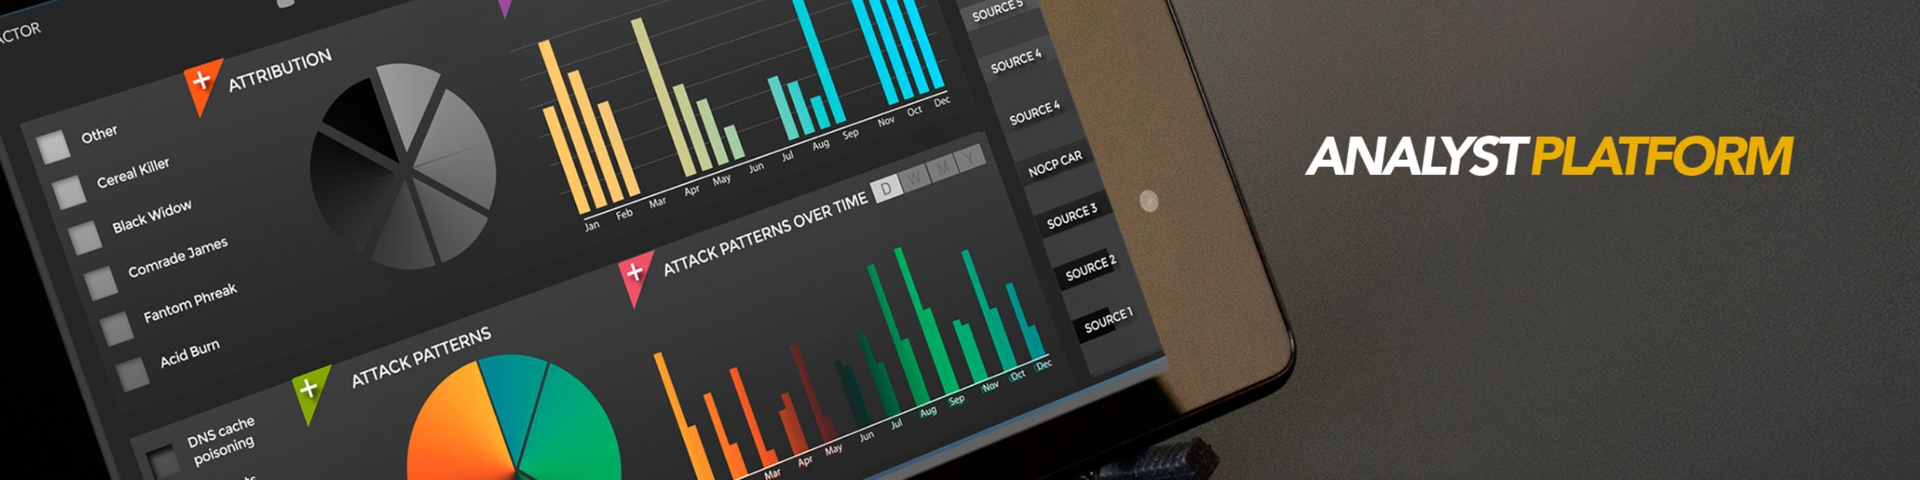 ACTOR
ATTRIBUTION
Other
Cereal Killer
Black Widow
Comrade James
Fantom Phreak
Acid Burn
Jan Feb Mar Apr May Jun Jul Aug Sep Nov Oct Dec
ATTACK PATTERNS
DNS cache
poisoning
ATTACK PATTERNS OVER TIME
D W M Y
Mar Apr May Jun Jul Aug Sep Nov Oct Dec
SOURCE 5
SOURCE 4
SOURCE 4
NOCP CAR
SOURCE 3
SOURCE 2
SOURCE 1
ANALYST PLATFORM